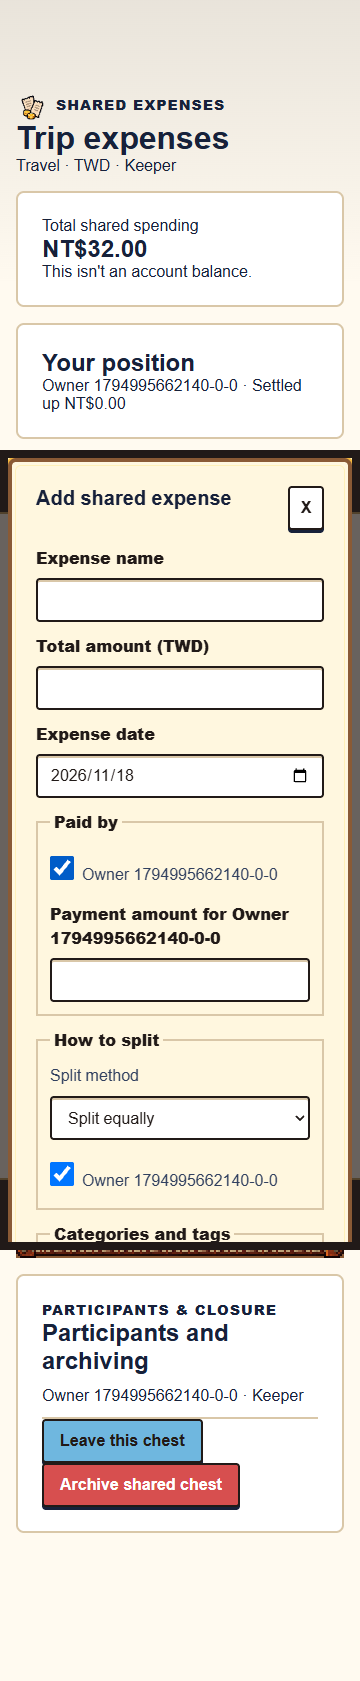 SHARED EXPENSES
Trip expenses
Travel · TWD · Keeper
Total shared spending
NT$32.00
This isn't an account balance.
Your position
Owner 1794995662140-0-0 · Settled
up NT$0.00
Add shared expense
X
Expense name
Total amount (TWD)
Expense date
2026/11/18
Paid by
Owner 1794995662140-0-0
Payment amount for Owner
1794995662140-0-0
How to split
Split method
Split equally
Owner 1794995662140-0-0
Categories and tags
PARTICIPANTS & CLOSURE
Participants and
archiving
Owner 1794995662140-0-0 · Keeper
Leave this chest
Archive shared chest